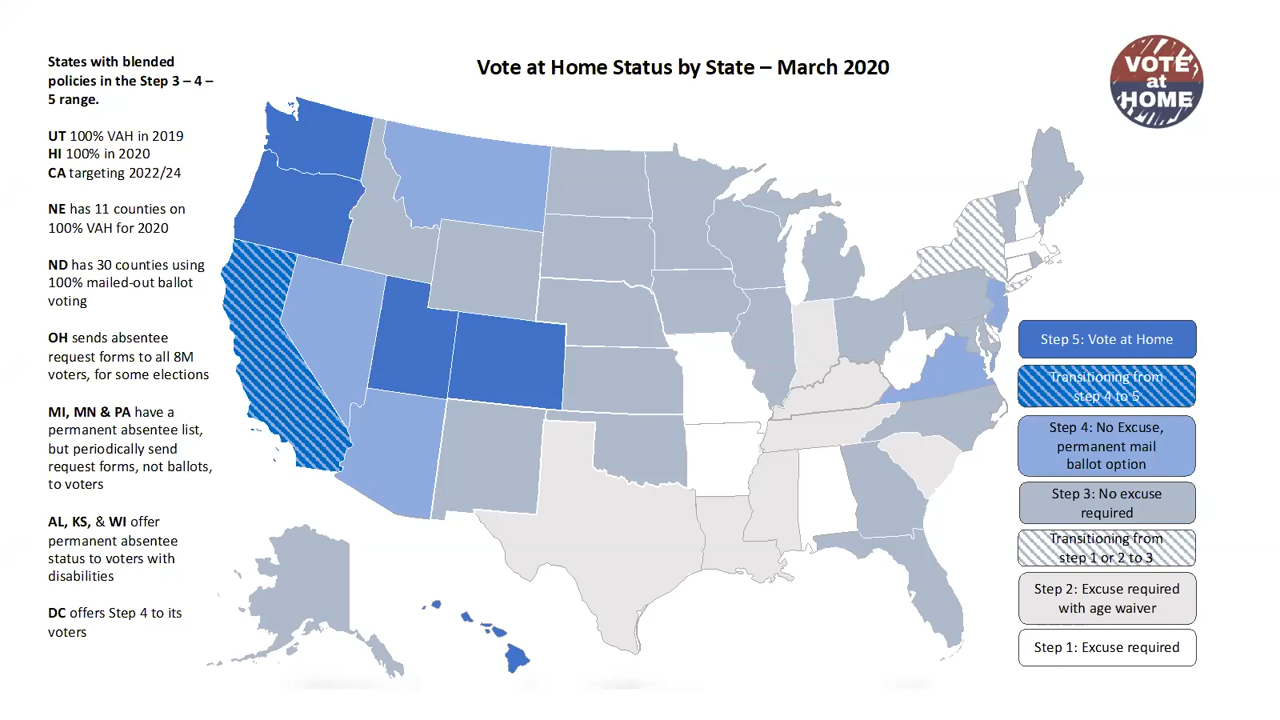 Vote at Home Status by State – March 2020
VOTE
at
HOME
States with blended
policies in the Step 3 – 4 –
5 range.
UT 100% VAH in 2019
HI 100% in 2020
CA targeting 2022/24
NE has 11 counties on
100% VAH for 2020
ND has 30 counties using
100% mailed-out ballot
voting
OH sends absentee
request forms to all 8M
voters, for some elections
MI, MN & PA have a
permanent absentee list,
but periodically send
request forms, not ballots,
to voters
AL, KS, & WI offer
permanent absentee
status to voters with
disabilities
DC offers Step 4 to its
voters
Step 5: Vote at Home
Transitioning from
step 4 to 5
Step 4: No Excuse,
permanent mail
ballot option
Step 3: No excuse
required
Transitioning from
step 1 or 2 to 3
Step 2: Excuse required
with age waiver
Step 1: Excuse required